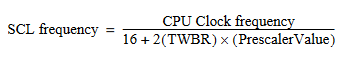 SCL frequency = CPU Clock frequency / 16 + 2(TWBR) × (PrescalerValue)